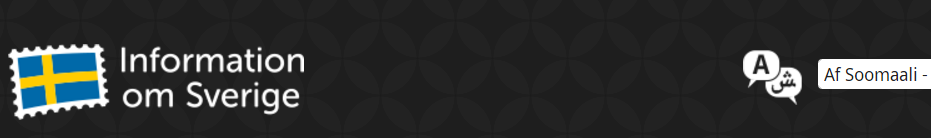 Information
om Sverige
A
ش
Af Soomaali -